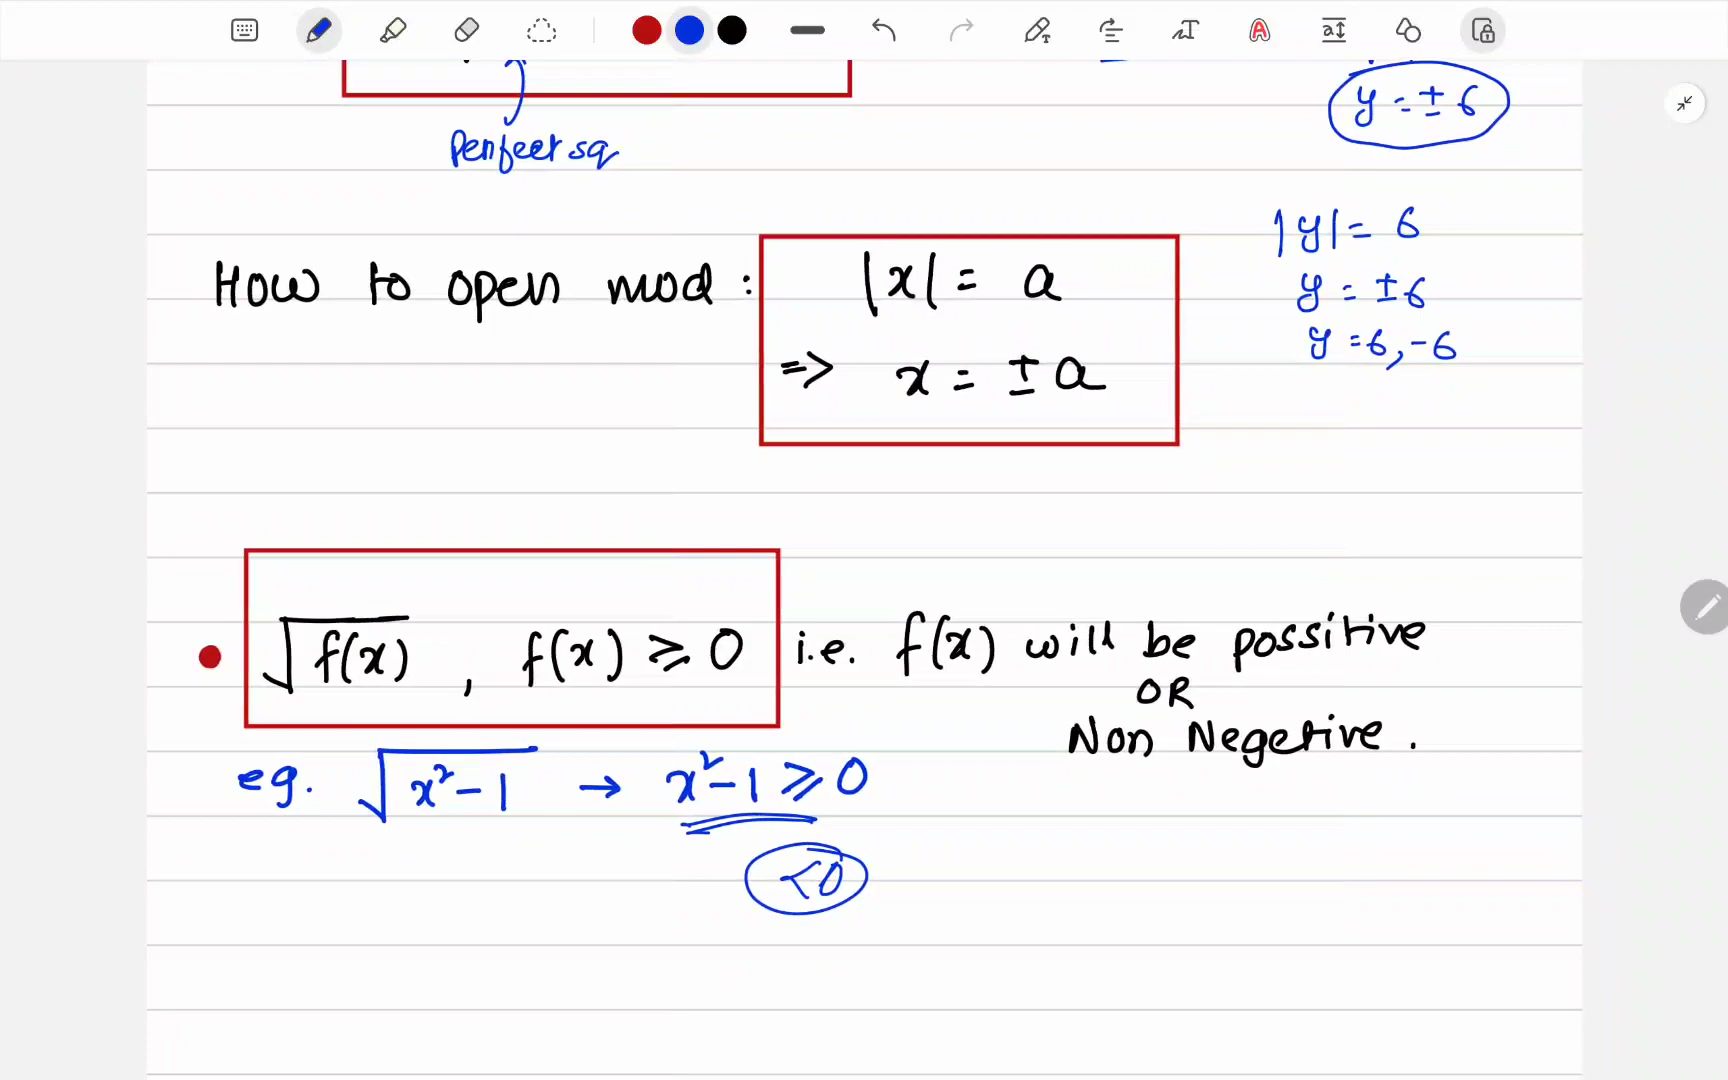 y = ± 6
Penfect sq
How to open mod : |x| = a
=> x = ± a
|y| = 6
y = ±6
y = 6, -6
• √f(x) , f(x) ⩾ 0 i.e. f(x) will be possitive
OR
Non Negetive .
eg. √x²-1 → x²-1 ⩾ 0
<0